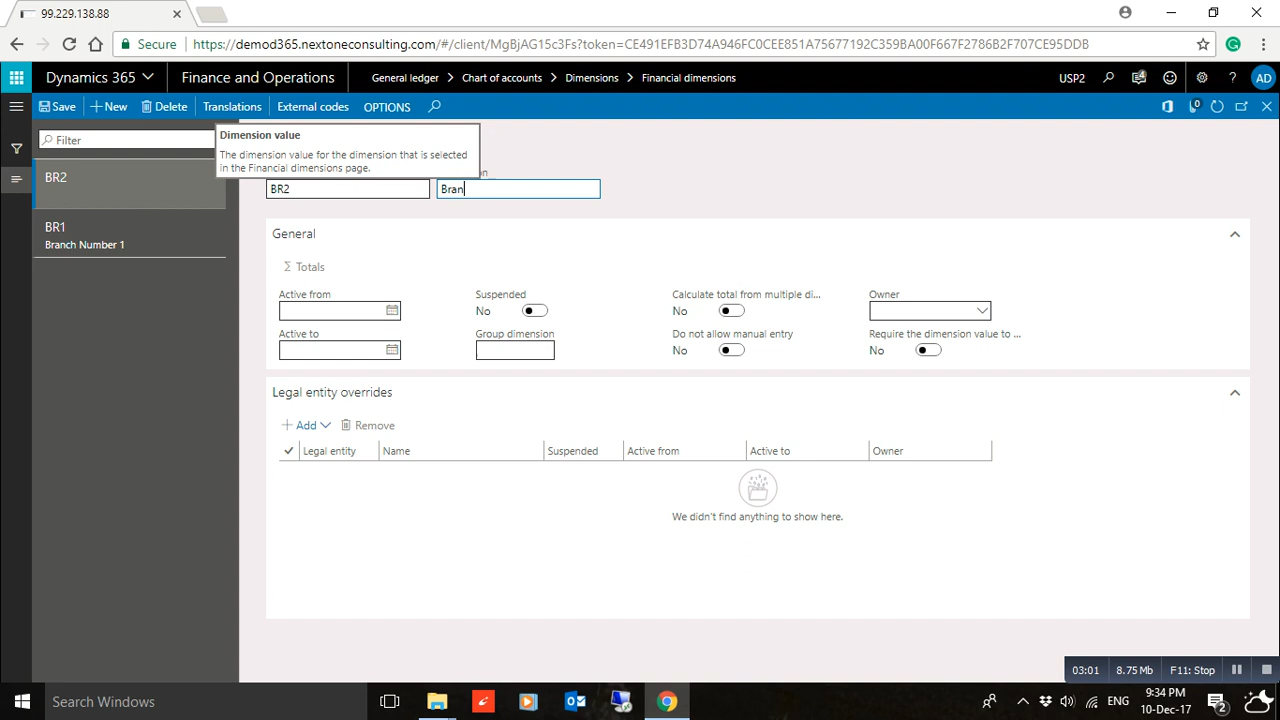 99.229.138.88
Secure
https://demod365.nextoneconsulting.com/#/client/MgBjAG15c3Fs?token=CE491EFB3D74A946FC0CEE851A75677192C359BA00F667F2786B2F707CE95DDB
Dynamics 365
Finance and Operations
General ledger > Chart of accounts > Dimensions > Financial dimensions
USP2
?
AD
Save
+ New
Delete
Translations
External codes
OPTIONS
0
Filter
Dimension value
The dimension value for the dimension that is selected
in the Financial dimensions page.
BR2
BR1
Branch Number 1
BR2
Bran
General
Σ Totals
Active from
Suspended
Calculate total from multiple di...
Owner
No
No
Active to
Group dimension
Do not allow manual entry
Require the dimension value to ...
No
No
Legal entity overrides
+ Add
Remove
Legal entity
Name
Suspended
Active from
Active to
Owner
We didn't find anything to show here.
03:01
8.75 Mb
F11: Stop
Search Windows
ENG
9:34 PM
10-Dec-17
2